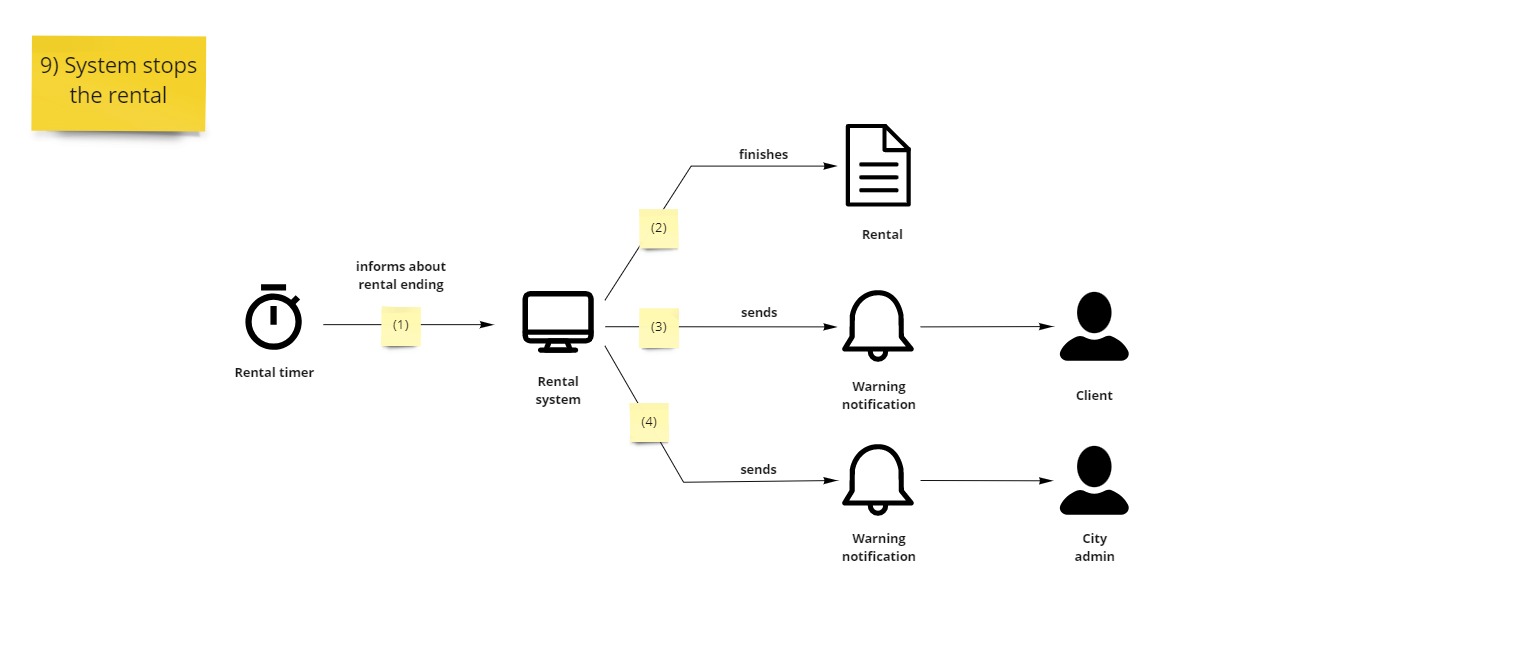 9) System stops
the rental
finishes
(2)
Rental
informs about
rental ending
(1)
Rental timer
Rental
system
(3)
sends
Warning
notification
Client
(4)
sends
Warning
notification
City
admin